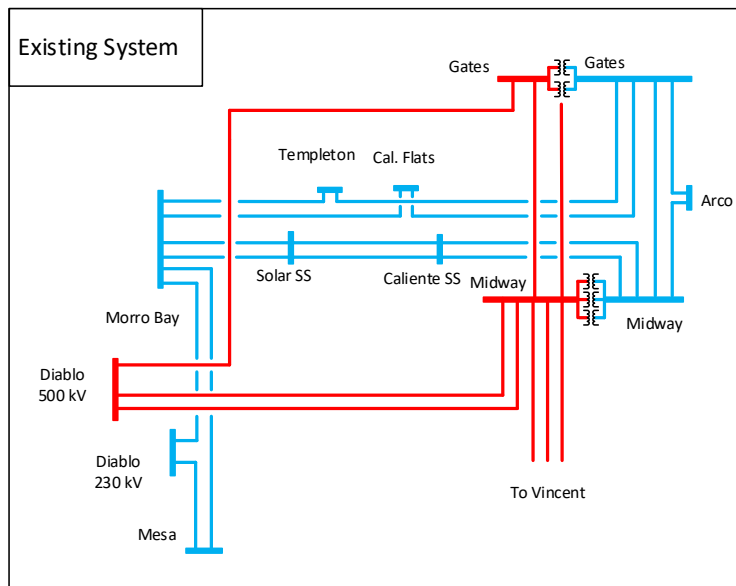 Existing System
Gates
Gates
Templeton
Cal. Flats
Arco
Solar SS
Caliente SS
Midway
Morro Bay
Midway
Diablo
500 kV
Diablo
230 kV
To Vincent
Mesa